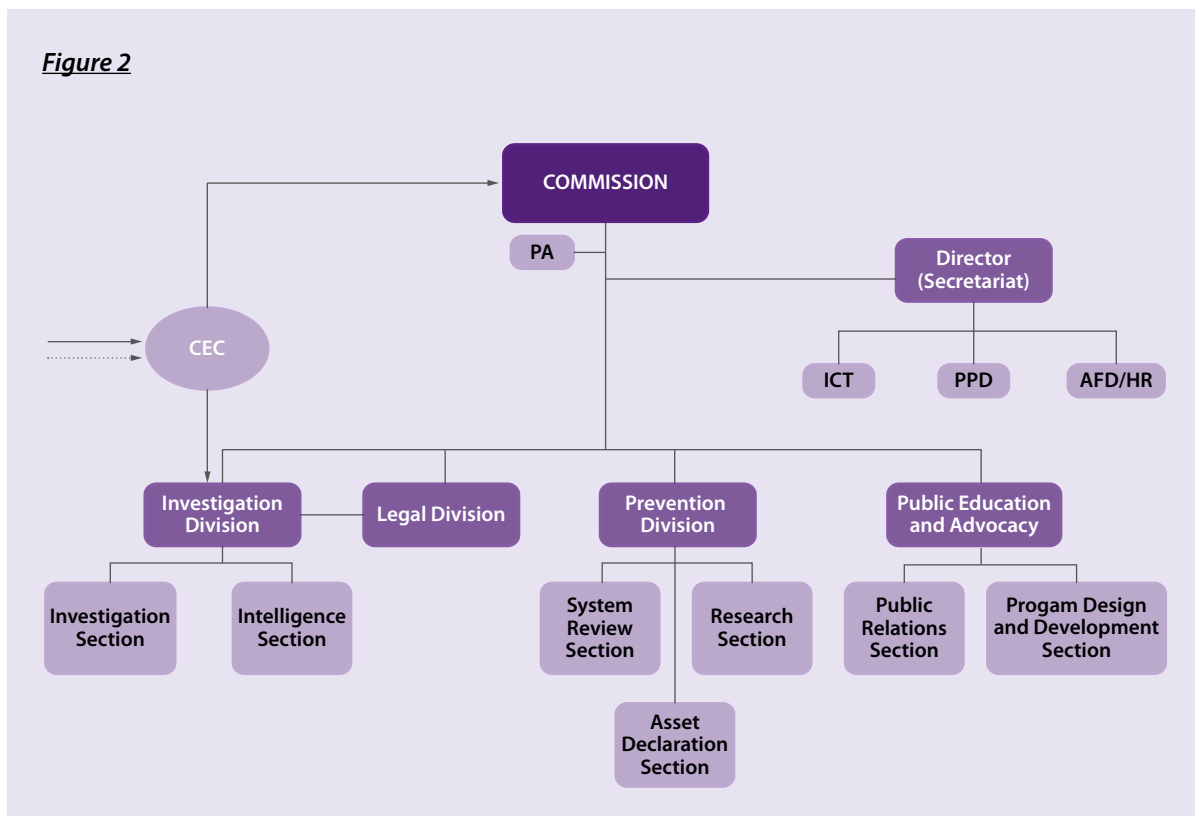 Figure 2
COMMISSION
PA
Director
(Secretariat)
CEC
ICT
PPD
AFD/HR
Investigation
Division
Legal Division
Prevention
Division
Public Education
and Advocacy
Investigation
Section
Intelligence
Section
System
Review
Section
Research
Section
Public
Relations
Section
Progam Design
and Development
Section
Asset
Declaration
Section